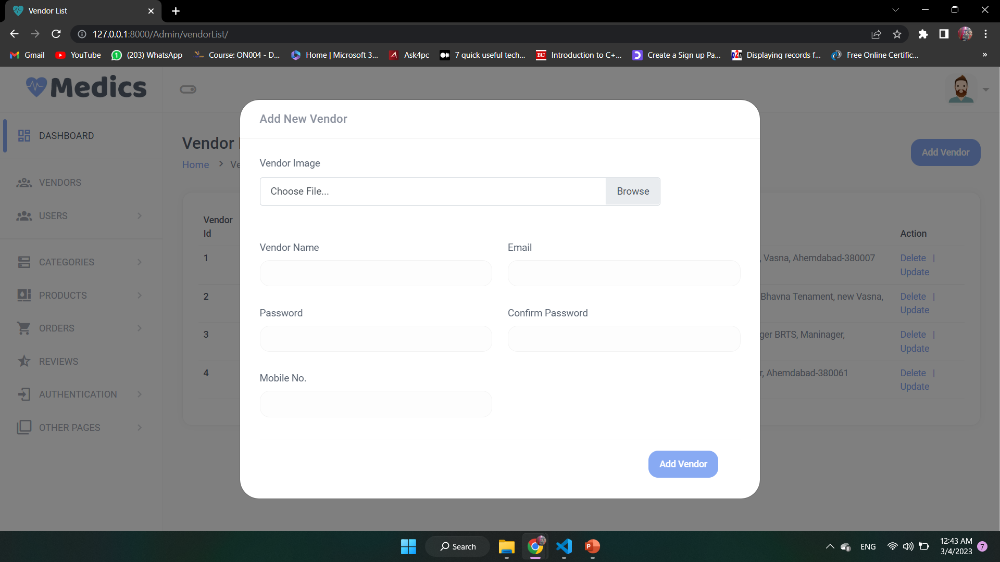 Vendor List
127.0.0.1:8000/Admin/vendorList/
Gmail
YouTube
(203) WhatsApp
Course: ON004 - D...
Home | Microsoft 3...
Ask4pc
7 quick useful tech...
BU
Introduction to C+...
Create a Sign up Pa...
p2n
Displaying records f...
Free Online Certific...
»
Medics
DASHBOARD
VENDORS
USERS
CATEGORIES
PRODUCTS
ORDERS
REVIEWS
AUTHENTICATION
OTHER PAGES
Vendor
Home > Ve
Add Vendor
Vendor
Id
Action
1
, Vasna, Ahemdabad-380007
Delete |
Update
2
Bhavna Tenament, new Vasna,
Delete |
Update
3
ger BRTS, Maninager,
Delete |
Update
4
r, Ahemdabad-380061
Delete |
Update
Add New Vendor
Vendor Image
Choose File...
Browse
Vendor Name
Email
Password
Confirm Password
Mobile No.
Add Vendor
Search
ENG
12:43 AM
3/4/2023
7